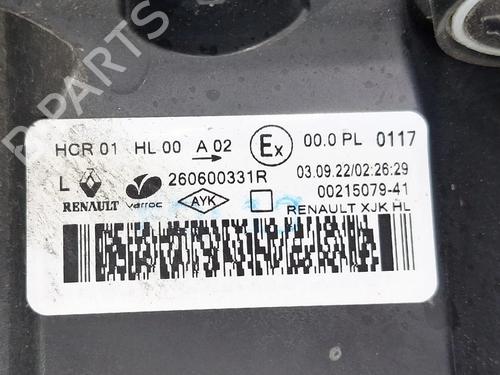 B-PARTS
HCR 01 HL 00 A 02 → Ex 00.0 PL 0117
L RENAULT varroc 260600331R 03.09.22/02:26:29
AYK 00215079-41
RENAULT XJK HL